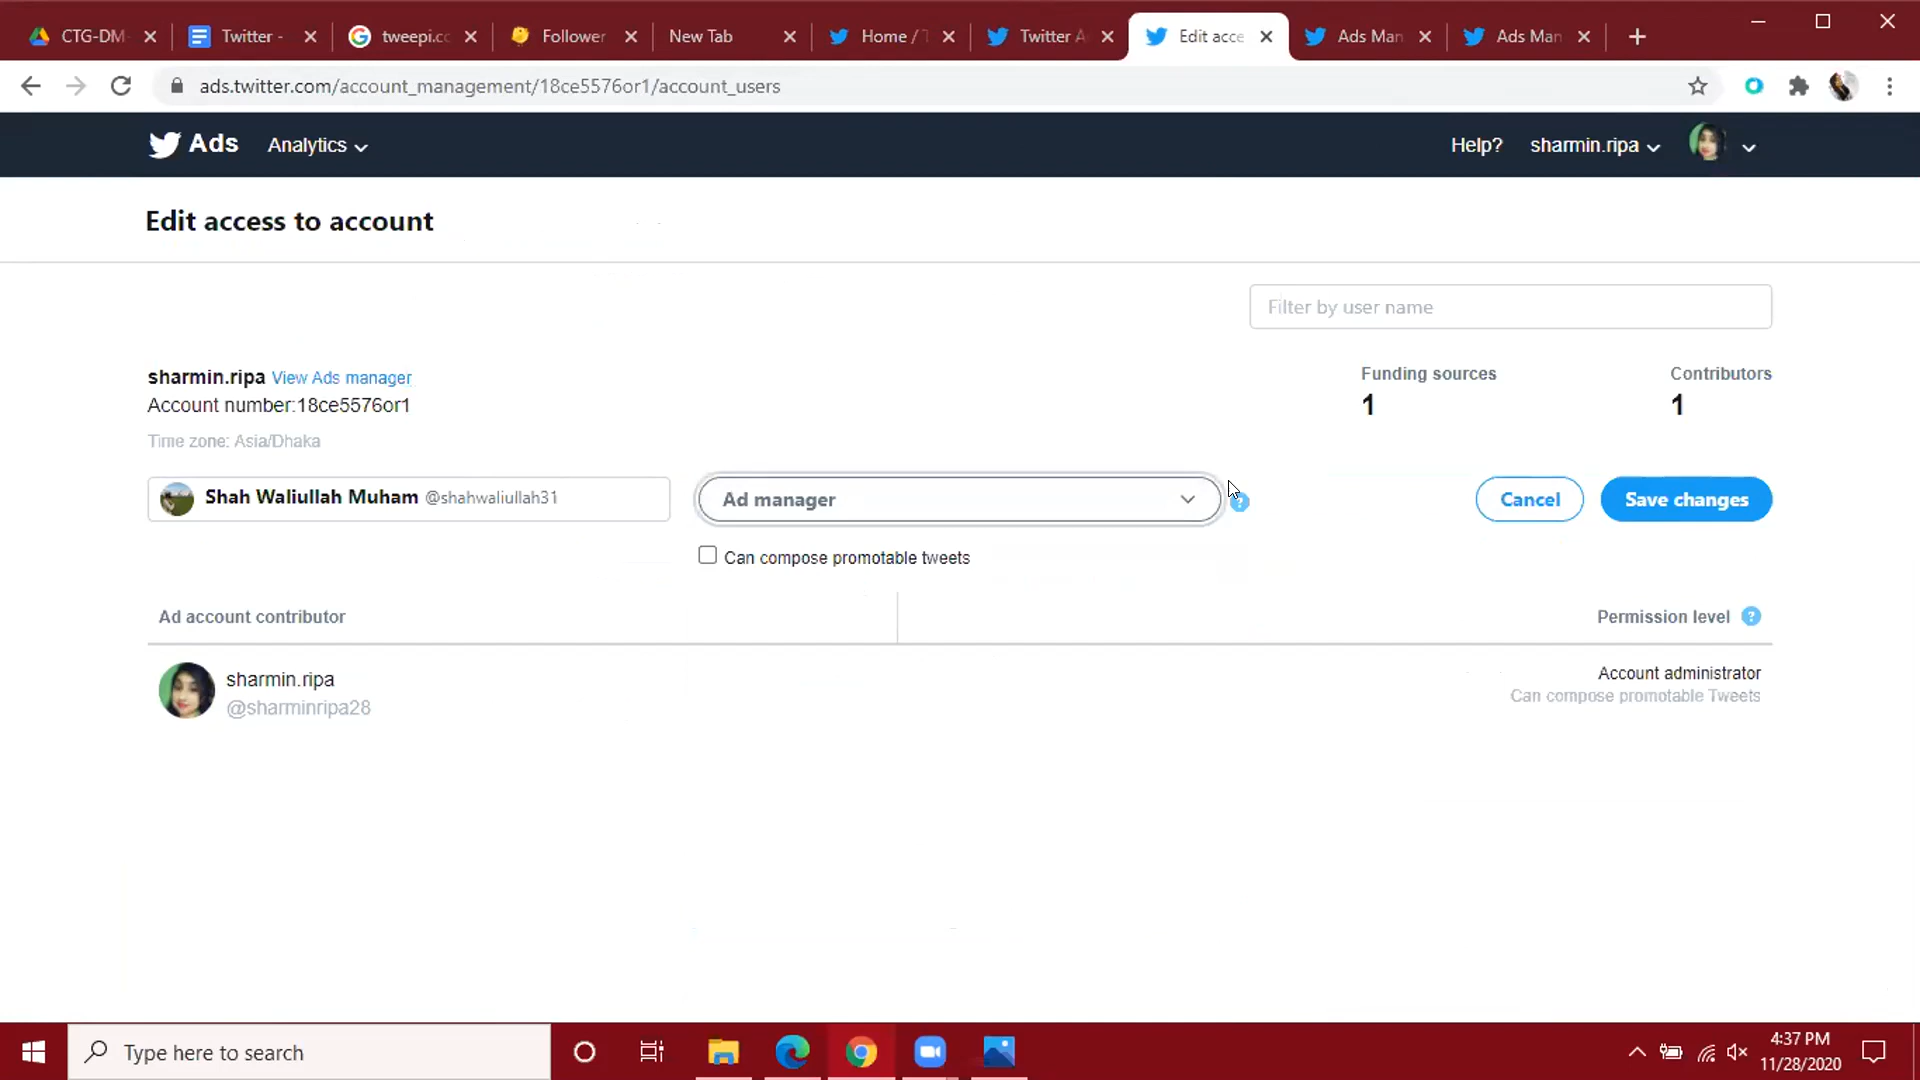 CTG-DM-
Twitter -
tweepi.co
Follower
New Tab
Home / T
Twitter A
Edit acce
Ads Man
Ads Man
ads.twitter.com/account_management/18ce5576or1/account_users
Ads
Analytics
Help?
sharmin.ripa
Edit access to account
Filter by user name
sharmin.ripa View Ads manager
Funding sources
Contributors
Account number:18ce5576or1
1
1
Time zone: Asia/Dhaka
Shah Waliullah Muham @shahwaliullah31
Ad manager
?
Cancel
Save changes
Can compose promotable tweets
Ad account contributor
Permission level ?
sharmin.ripa
Account administrator
@sharminripa28
Can compose promotable Tweets
Type here to search
4:37 PM
11/28/2020